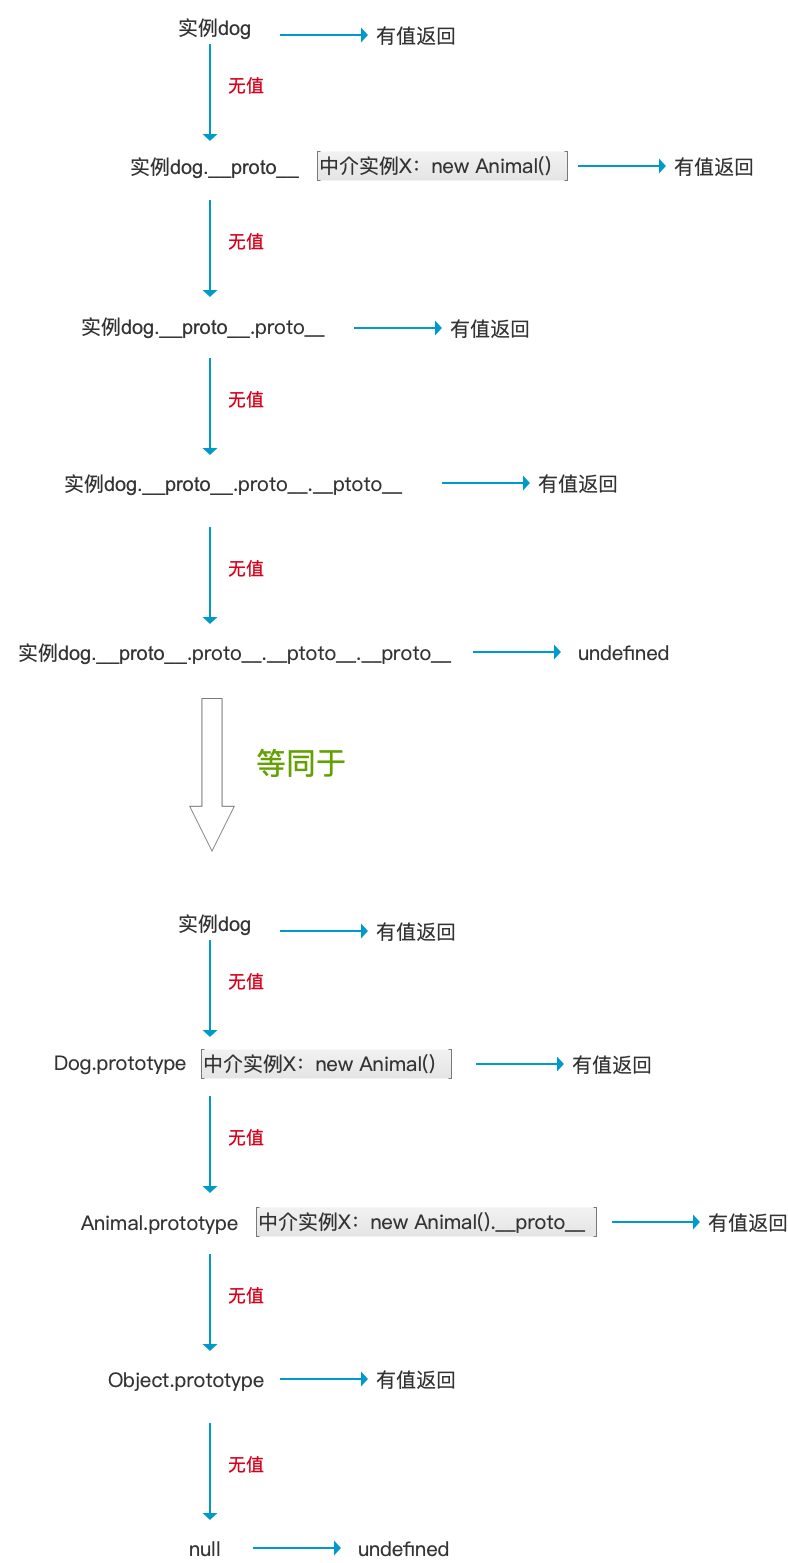 实例dog
有值返回
无值
实例dog.__proto__ 中介实例X：new Animal()
有值返回
无值
实例dog.__proto__.proto__
有值返回
无值
实例dog.__proto__.proto__.__ptoto__
有值返回
无值
实例dog.__proto__.proto__.__ptoto__.__proto__
undefined
等同于
实例dog
有值返回
无值
Dog.prototype 中介实例X：new Animal()
有值返回
无值
Animal.prototype 中介实例X：new Animal().__proto__
有值返回
无值
Object.prototype
有值返回
无值
null
undefined